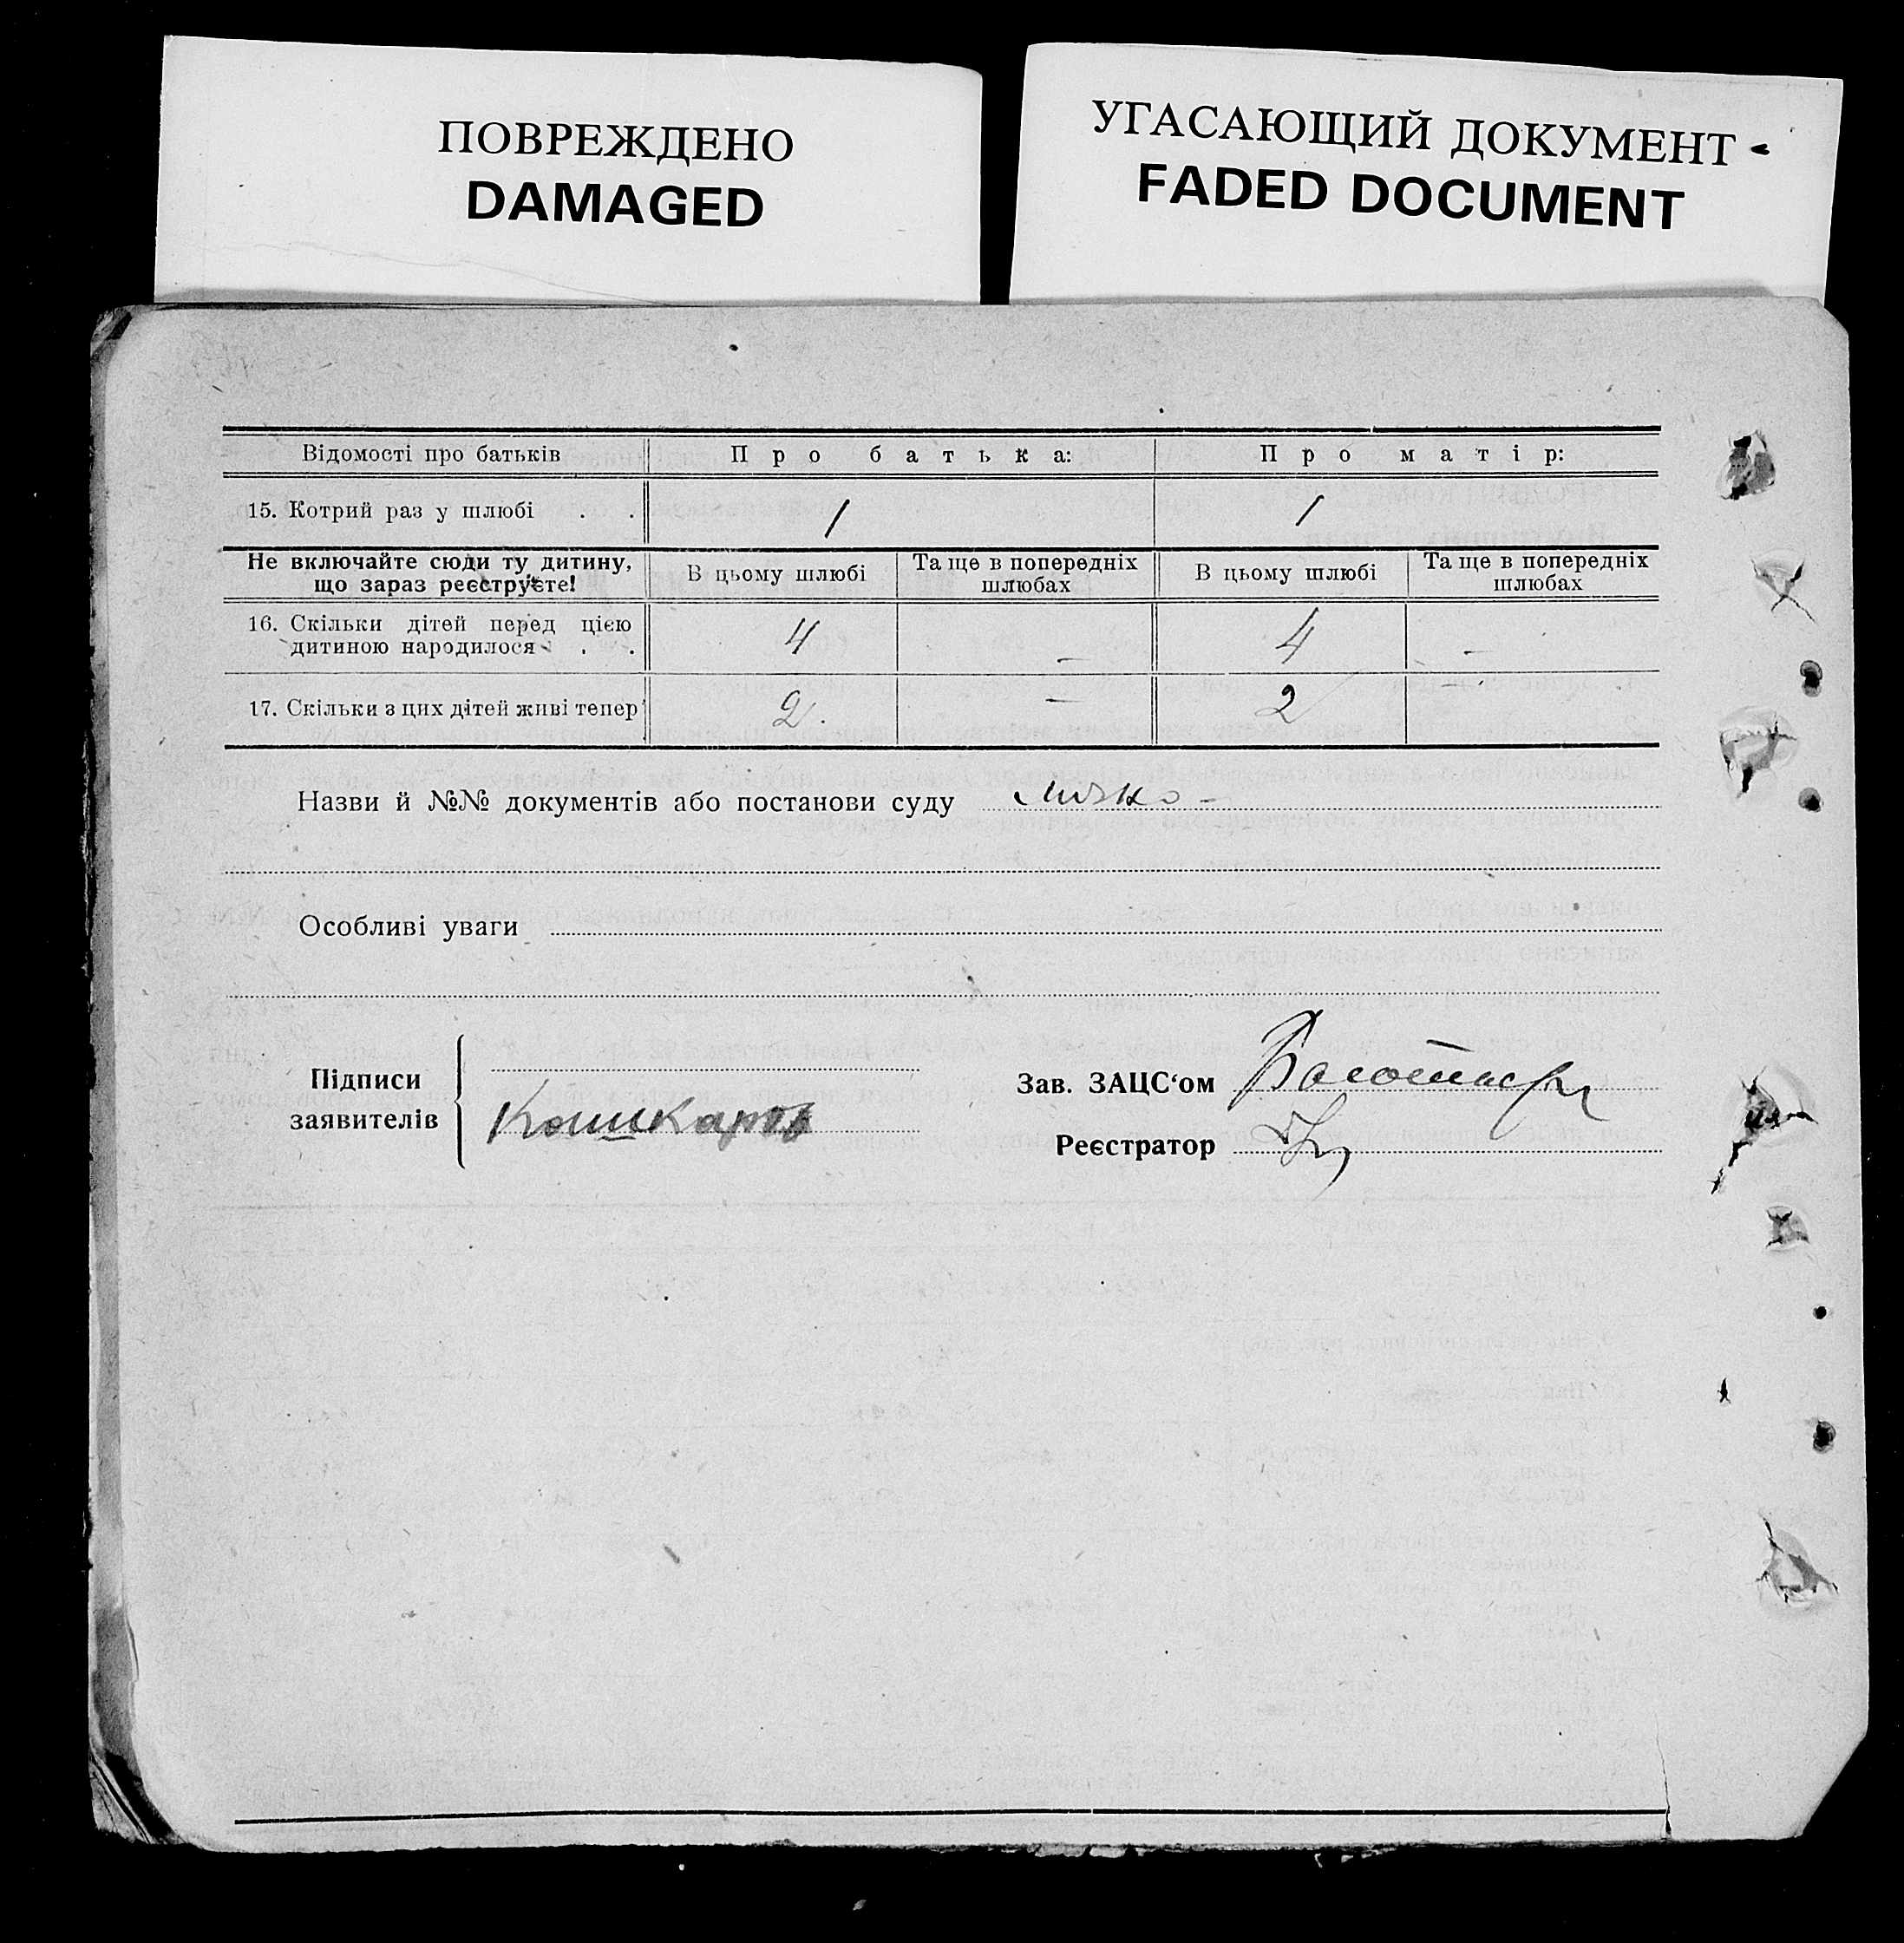 ПОВРЕЖДЕНО
DAMAGED
УГАСАЮЩИЙ ДОКУМЕНТ
FADED DOCUMENT
Відомості про батьків Про батька: Про матір:
15. Котрий раз у шлюбі . . 1 1
Не включайте сюди ту дитину, що зараз реєструєте! В цьому шлюбі Та ще в попередніх шлюбах В цьому шлюбі Та ще в попередніх шлюбах
16. Скільки дітей перед цією
дитиною народилося . . 4 — 4 —
17. Скільки з цих дітей живі тепер 2. — 2 —
Назви й №№ документів або постанови суду
Особливі уваги
Підписи
заявителів
Кошкаров
Зав. ЗАЦС‘ом
Реєстратор